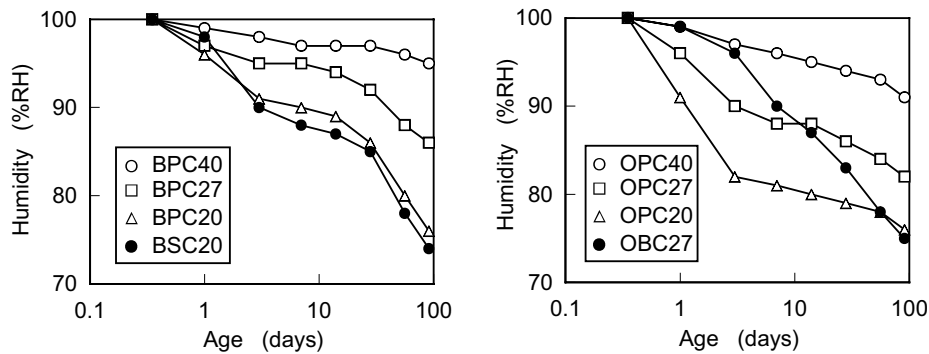 100
90
80
70
Humidity (%RH)
BPC40
BPC27
BPC20
BSC20
0.1 1 10 100
Age (days)
100
90
80
70
Humidity (%RH)
OPC40
OPC27
OPC20
OBC27
0.1 1 10 100
Age (days)